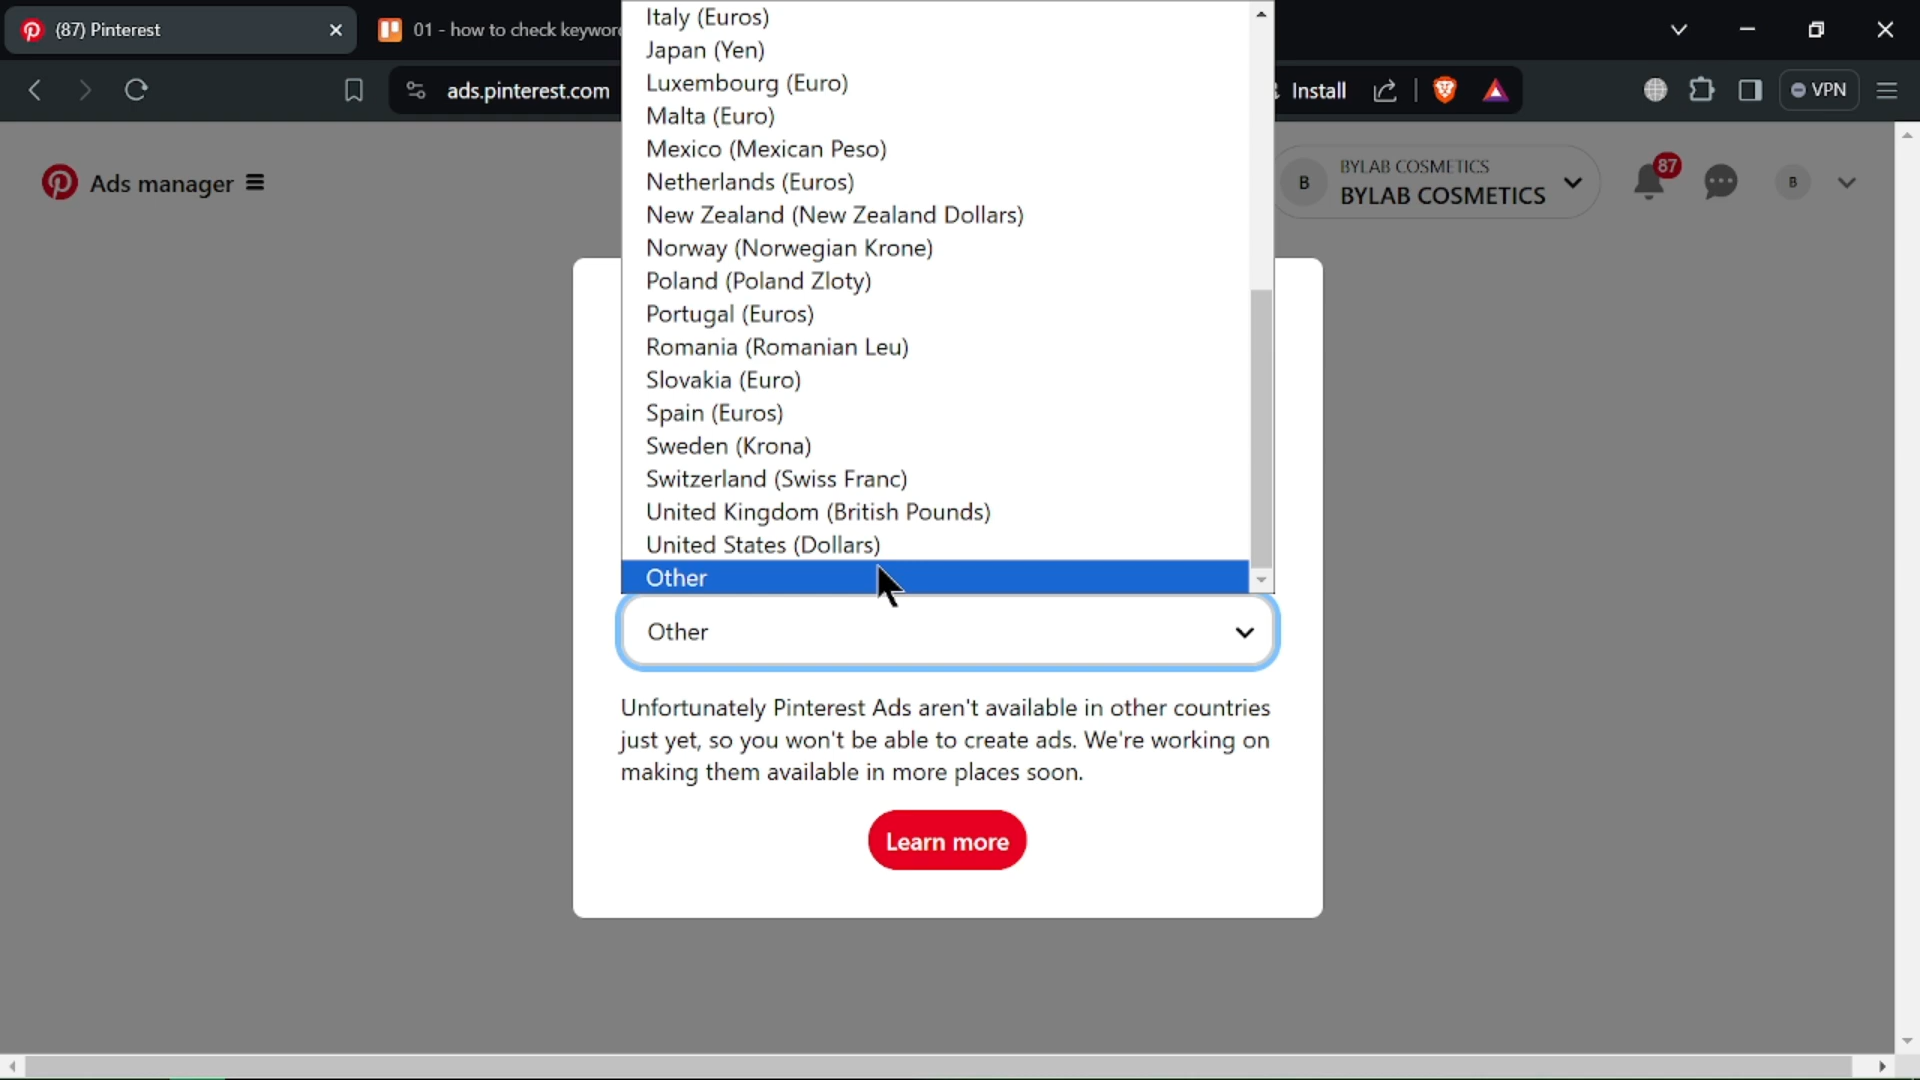 (87) Pinterest
01 - how to check keywor
ads.pinterest.com
Install
VPN
Ads manager
BYLAB COSMETICS
B
BYLAB COSMETICS
87
B
Italy (Euros)
Japan (Yen)
Luxembourg (Euro)
Malta (Euro)
Mexico (Mexican Peso)
Netherlands (Euros)
New Zealand (New Zealand Dollars)
Norway (Norwegian Krone)
Poland (Poland Zloty)
Portugal (Euros)
Romania (Romanian Leu)
Slovakia (Euro)
Spain (Euros)
Sweden (Krona)
Switzerland (Swiss Franc)
United Kingdom (British Pounds)
United States (Dollars)
Other
Other
Unfortunately Pinterest Ads aren't available in other countries
just yet, so you won't be able to create ads. We're working on
making them available in more places soon.
Learn more